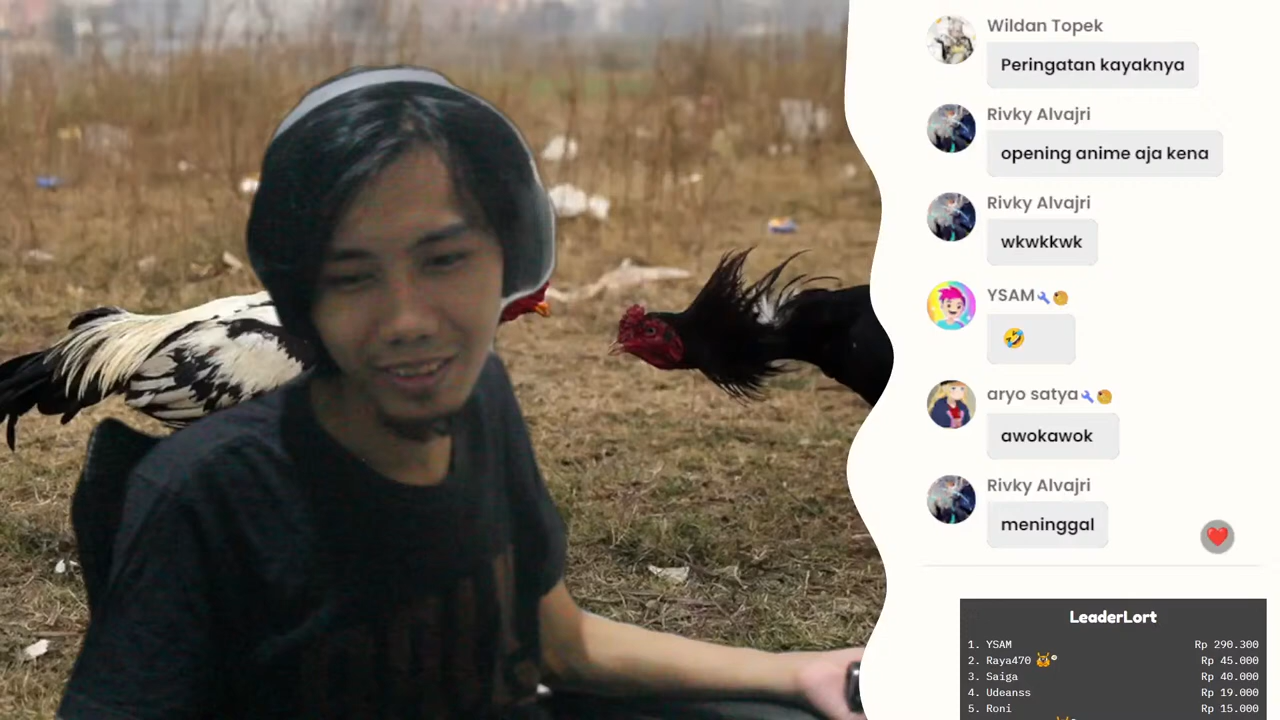 Wildan Topek
Peringatan kayaknya
Rivky Alvajri
opening anime aja kena
Rivky Alvajri
wkwkkwk
YSAM
🤣
aryo satya
awokawok
Rivky Alvajri
meninggal
LeaderLort
1. YSAM Rp 290.300
2. Raya470 Rp 45.000
3. Saiga Rp 40.000
4. Udeanss Rp 19.000
5. Roni Rp 15.000